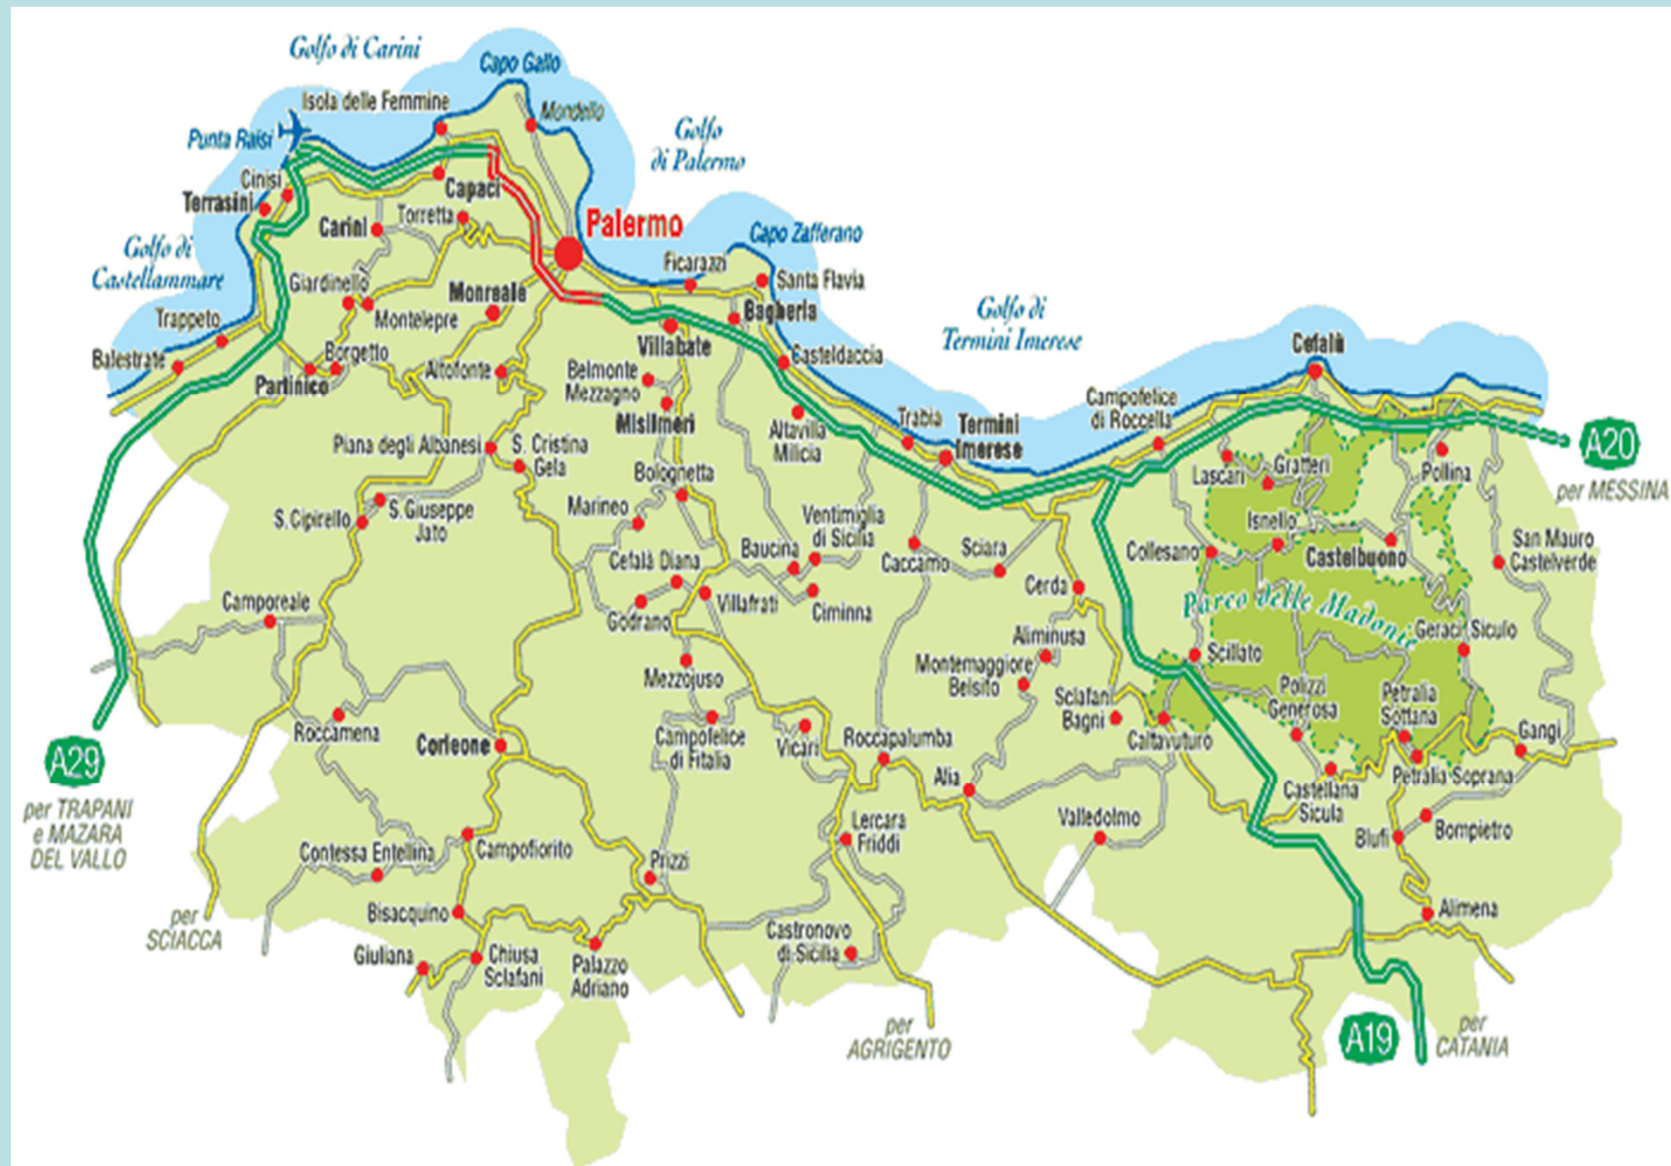 Golfo di Carini
Capo Gallo
Isola delle Femmine
Mondello
Punta Raisi
Golfo
di Palermo
Cinisi
Terrasini
Capaci
Torretta
Carini
Palermo
Capo Zafferano
Golfo di
Castellammare
Ficarazzi
Santa Flavia
Giardinello
Monreale
Montelepre
Bagheria
Golfo di
Termini Imerese
Trappeto
Balestrate
Borgetto
Partinico
Altofonte
Villabate
Casteldaccia
Belmonte
Mezzagno
Misilmeri
Cefalù
Campofelice
di Roccella
Altavilla
Milicia
Trabia
Termini
Imerese
A20
per MESSINA
Piana degli Albanesi
S. Cristina
Gela
Bolognetta
Lascari
Gratteri
Pollina
S. Cipirello
S. Giuseppe
Jato
Marineo
Ventimiglia
di Sicilia
Baucina
Cefalà Diana
Caccamo
Sciara
Isnello
Collesano
Castelbuono
San Mauro
Castelverde
Camporeale
Godrano
Villafrati
Ciminna
Cerda
Parco delle Madonie
Geraci Siculo
Aliminusa
Montemaggiore
Belsito
Scillato
Mezzojuso
Sclafani
Bagni
Polizzi
Generosa
Petralia
Sottana
Roccamena
Corleone
Campofelice
di Fitalia
Vicari
Roccapalumba
Caltavuturo
Gangi
A29
per TRAPANI
e MAZARA
DEL VALLO
Alia
Castellana
Sicula
Petralia Soprana
Contessa Entellina
Campofiorito
Prizzi
Lercara
Friddi
Valledolmo
Blufi
Bompietro
per
SCIACCA
Bisacquino
Alimena
Giuliana
Chiusa
Sclafani
Palazzo
Adriano
Castronovo
di Sicilia
per
AGRIGENTO
A19
per
CATANIA